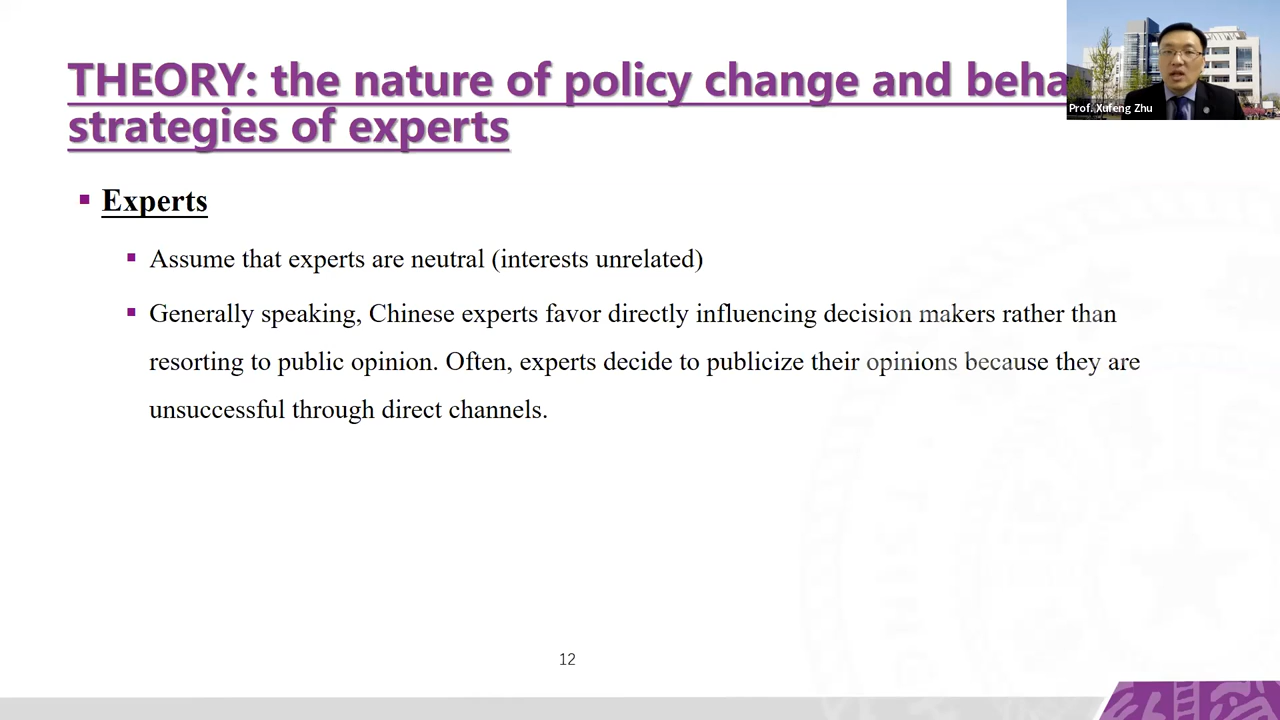 THEORY: the nature of policy change and beha
strategies of experts
Prof. Xufeng Zhu
Experts
Assume that experts are neutral (interests unrelated)
Generally speaking, Chinese experts favor directly influencing decision makers rather than
resorting to public opinion. Often, experts decide to publicize their opinions because they are
unsuccessful through direct channels.
12